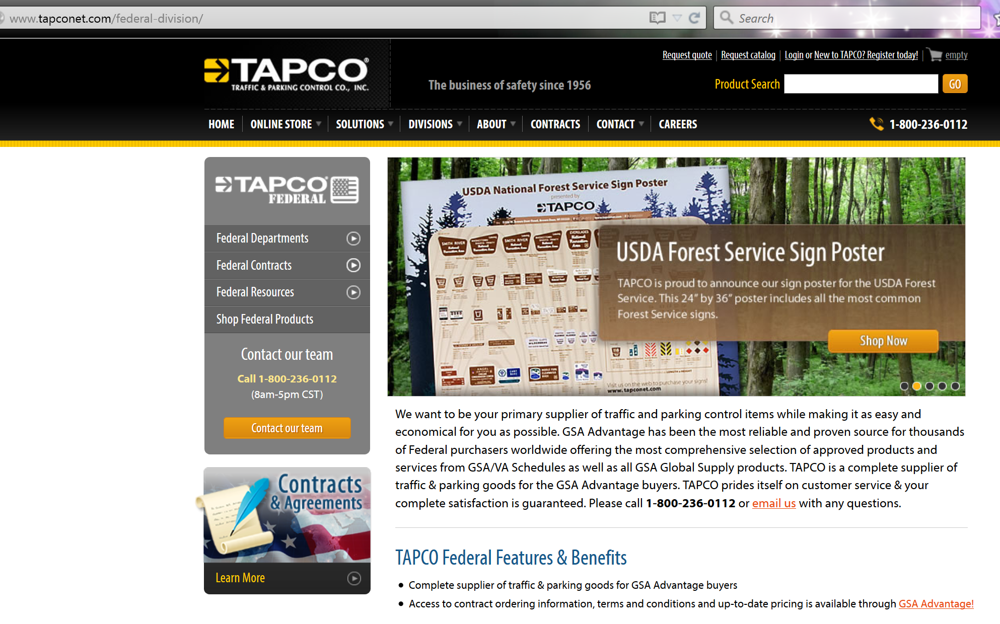 www.tapconet.com/federal-division/
Search
Request quote | Request catalog | Login or New to TAPCO? Register today! | empty
TAPCO®
TRAFFIC & PARKING CONTROL CO., INC.
The business of safety since 1956
Product Search
GO
HOME
ONLINE STORE
SOLUTIONS
DIVISIONS
ABOUT
CONTRACTS
CONTACT
CAREERS
1-800-236-0112
TAPCO®
FEDERAL
Federal Departments
Federal Contracts
Federal Resources
Shop Federal Products
Contact our team
Call 1-800-236-0112
(8am-5pm CST)
Contact our team
Contracts
& Agreements
Learn More
USDA National Forest Service Sign Poster
presented by
TAPCO
SMITH RIVER
SMITH RIVER
USDA Forest Service Sign Poster
TAPCO is proud to announce our sign poster for the USDA Forest
Service. This 24” by 36” poster includes all the most common
Forest Service signs.
Shop Now
Visit us on the web to purchase your signs!
www.tapconet.com
We want to be your primary supplier of traffic and parking control items while making it as easy and
economical for you as possible. GSA Advantage has been the most reliable and proven source for thousands
of Federal purchasers worldwide offering the most comprehensive selection of approved products and
services from GSA/VA Schedules as well as all GSA Global Supply products. TAPCO is a complete supplier of
traffic & parking goods for the GSA Advantage buyers. TAPCO prides itself on customer service & your
complete satisfaction is guaranteed. Please call 1-800-236-0112 or email us with any questions.
TAPCO Federal Features & Benefits
• Complete supplier of traffic & parking goods for GSA Advantage buyers
• Access to contract ordering information, terms and conditions and up-to-date pricing is available through GSA Advantage!